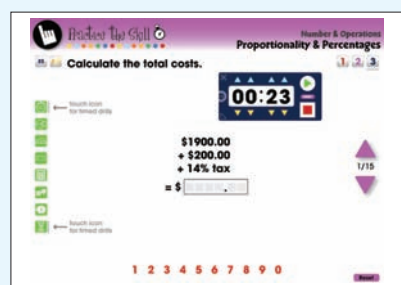 Practice the Skill
Number & Operations
Proportionality & Percentages
Calculate the total costs.
1 2 3
00:23
touch icon
for timed drills
$1900.00
+ $200.00
+ 14% tax
= $ .
1/15
touch icon
for timed drills
1 2 3 4 5 6 7 8 9 0
Reset